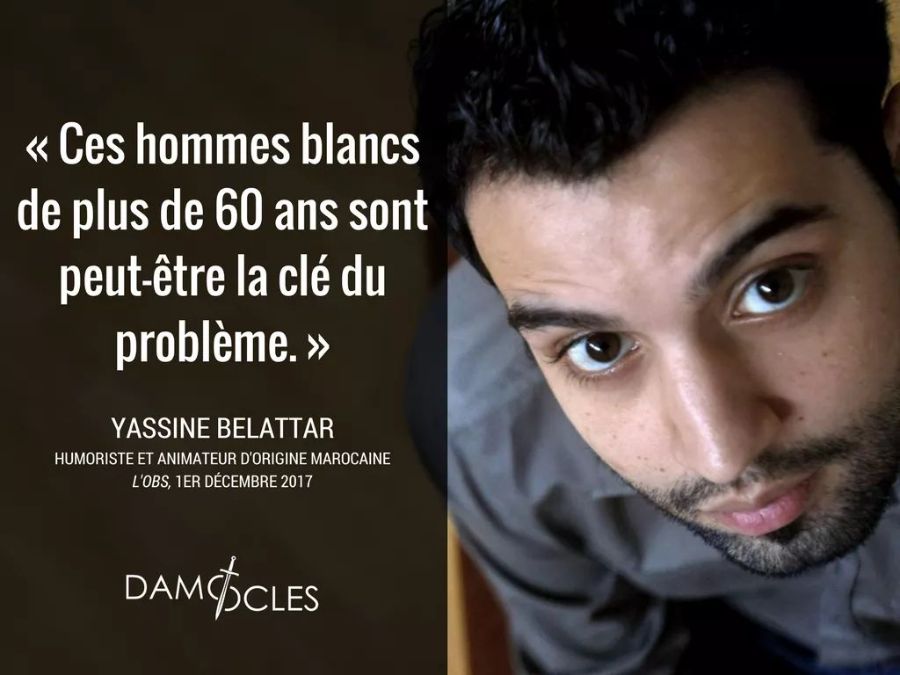 « Ces hommes blancs
de plus de 60 ans sont
peut-être la clé du
problème. »
YASSINE BELATTAR
HUMORISTE ET ANIMATEUR D'ORIGINE MAROCAINE
L'OBS, 1ER DÉCEMBRE 2017
DAMOCLES